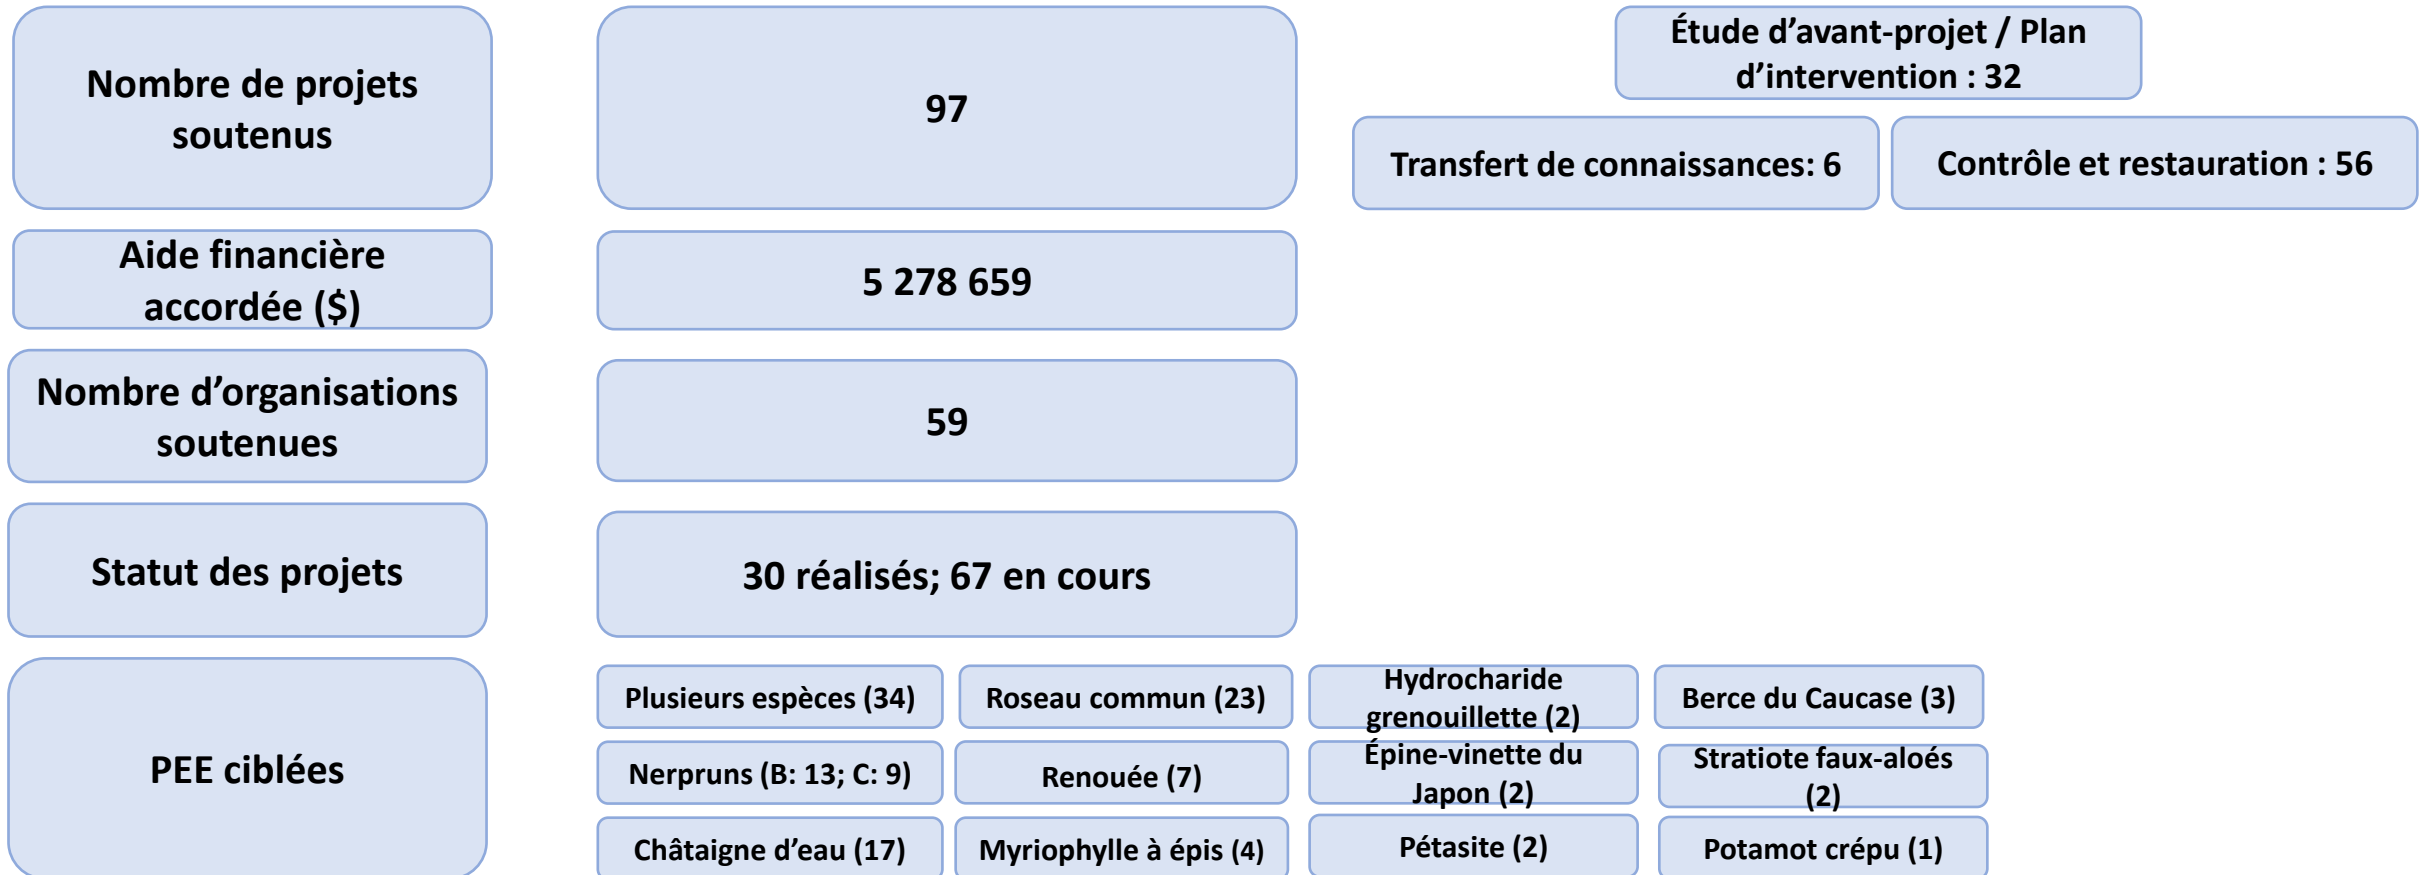 Nombre de projets
soutenus
97
Étude d’avant-projet / Plan
d’intervention : 32
Transfert de connaissances: 6
Contrôle et restauration : 56
Aide financière
accordée ($)
5 278 659
Nombre d’organisations
soutenues
59
Statut des projets
30 réalisés; 67 en cours
PEE ciblées
Plusieurs espèces (34)
Roseau commun (23)
Hydrocharide
grenouillette (2)
Berce du Caucase (3)
Nerpruns (B: 13; C: 9)
Renouée (7)
Épine-vinette du
Japon (2)
Stratiote faux-aloés
(2)
Châtaigne d’eau (17)
Myriophylle à épis (4)
Pétasite (2)
Potamot crépu (1)